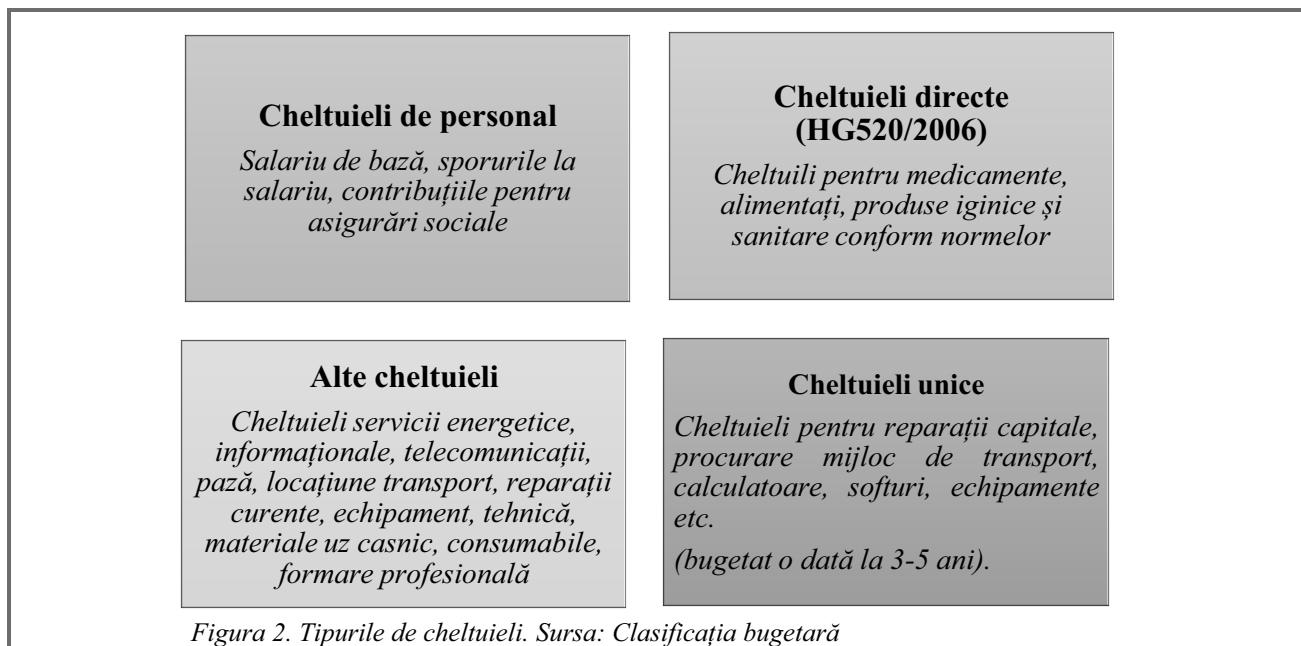 Cheltuieli de personal
Salariu de bază, sporurile la
salariu, contribuțiile pentru
asigurări sociale
Cheltuieli directe
(HG520/2006)
Cheltuili pentru medicamente,
alimentați, produse iginice și
sanitare conform normelor
Alte cheltuieli
Cheltuieli servicii energetice,
informaționale, telecomunicații,
pază, locațiune transport, reparații
curente, echipament, tehnică,
materiale uz casnic, consumabile,
formare profesională
Cheltuieli unice
Cheltuieli pentru reparații capitale,
procurare mijloc de transport,
calculatoare, softuri, echipamente
etc.
(bugetat o dată la 3-5 ani).
Figura 2. Tipurile de cheltuieli. Sursa: Clasificația bugetară